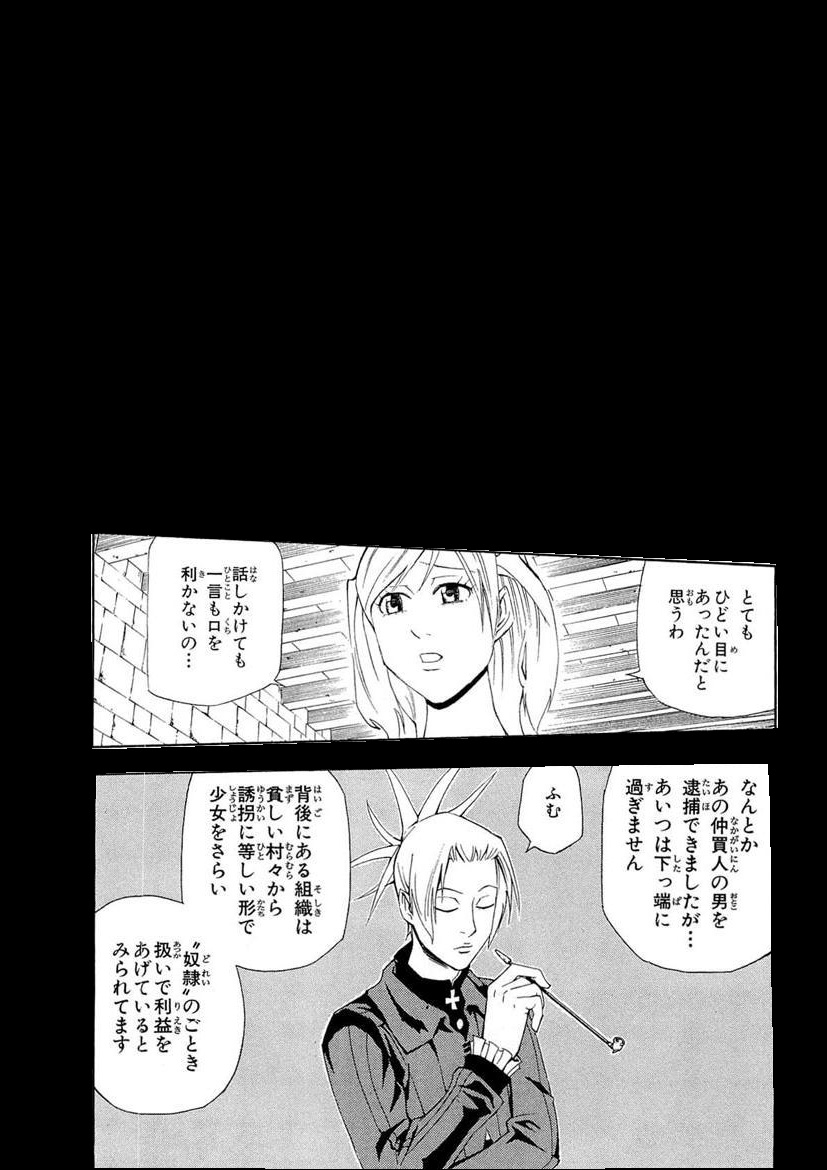 とても
ひどい目に
あったんだと
思うわ
話しかけても
一言も口を
利かないの…
なんとか
あの仲買人の男を
逮捕できましたが…
あいつは下っ端に
過ぎません
ふむ
背後にある組織は
貧しい村々から
誘拐に等しい形で
少女をさらい
〝奴隷〟のごとき
扱いで利益を
あげていると
みられてます